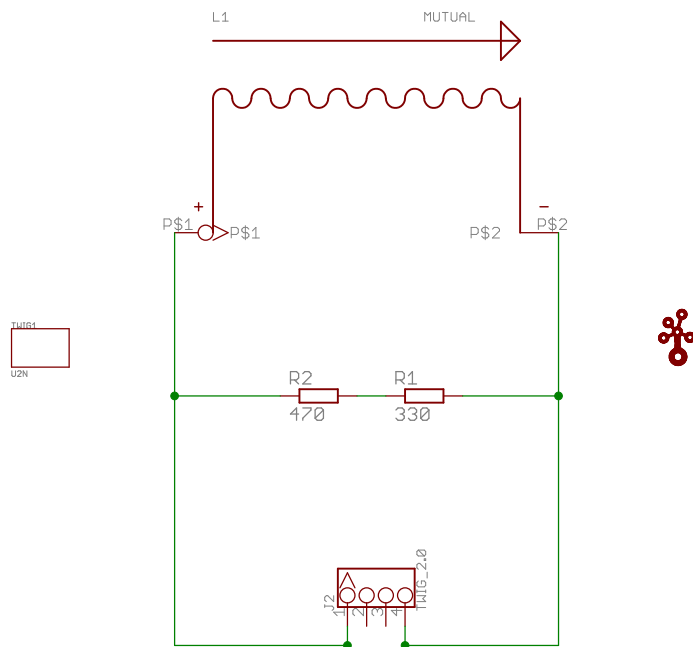 L1 MUTUAL
+ -
P$1 P$1 P$2 P$2
TWIG1
U2N
R2 R1
470 330
J2 1 2 3 4 TWIG_2.0